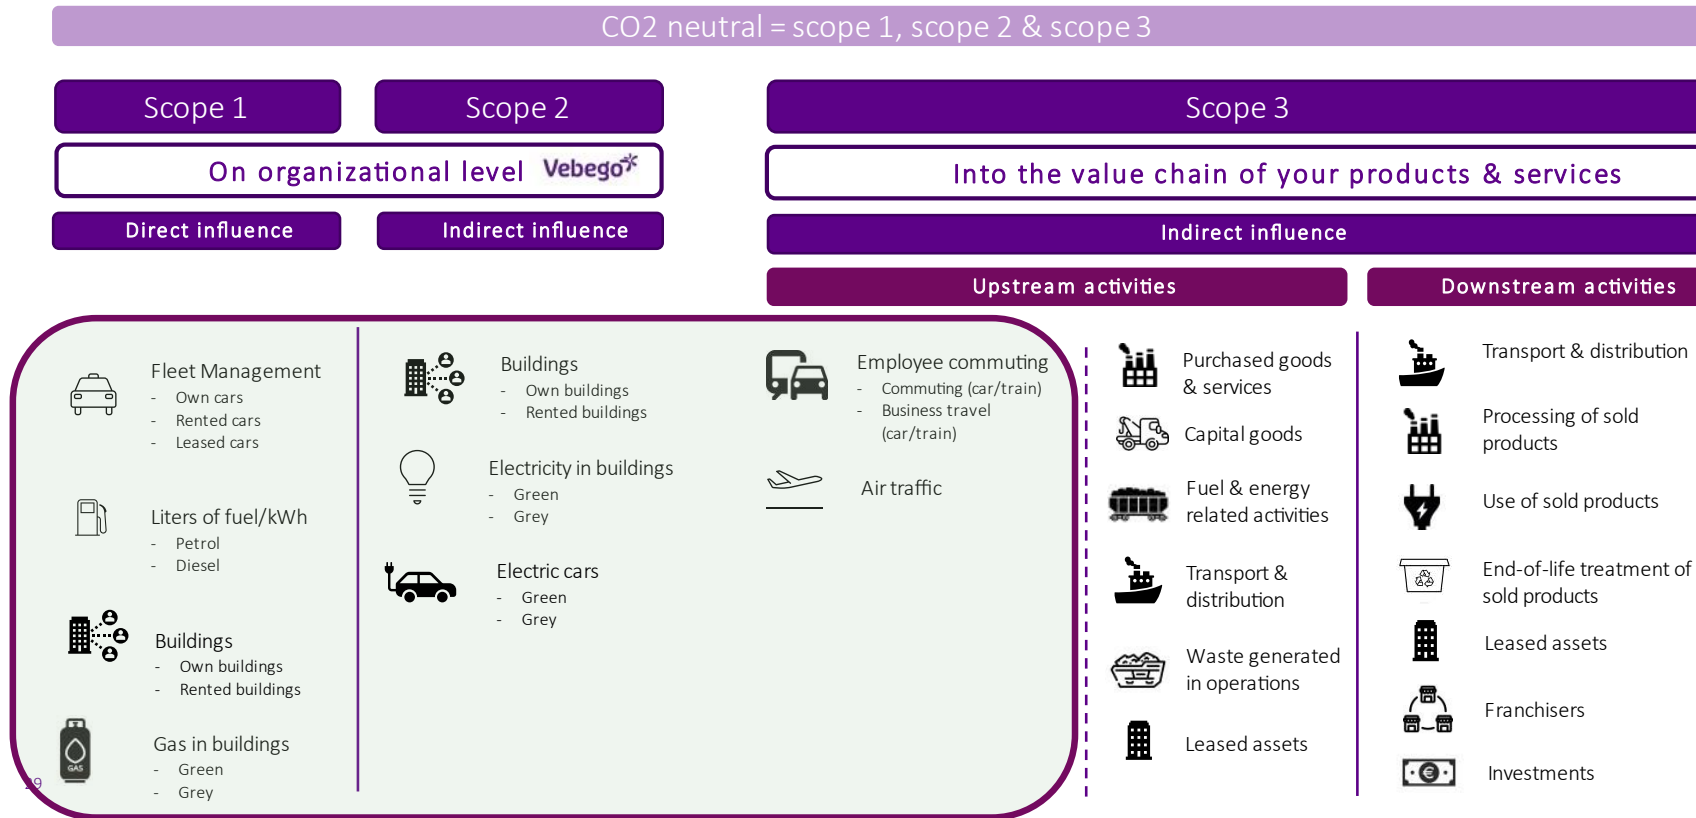 CO2 neutral = scope 1, scope 2 & scope 3
Scope 1
Scope 2
Scope 3
On organizational level
Vebego
Into the value chain of your products & services
Direct influence
Indirect influence
Indirect influence
Upstream activities
Downstream activities
Fleet Management
- Own cars
- Rented cars
- Leased cars
Liters of fuel/kWh
- Petrol
- Diesel
Buildings
- Own buildings
- Rented buildings
GAS
Gas in buildings
- Green
- Grey
Buildings
- Own buildings
- Rented buildings
Electricity in buildings
- Green
- Grey
Electric cars
- Green
- Grey
Employee commuting
- Commuting (car/train)
- Business travel
(car/train)
Air traffic
Purchased goods
& services
Capital goods
Fuel & energy
related activities
Transport &
distribution
Waste generated
in operations
Leased assets
Transport & distribution
Processing of sold
products
Use of sold products
End-of-life treatment of
sold products
Leased assets
Franchisers
Investments
29